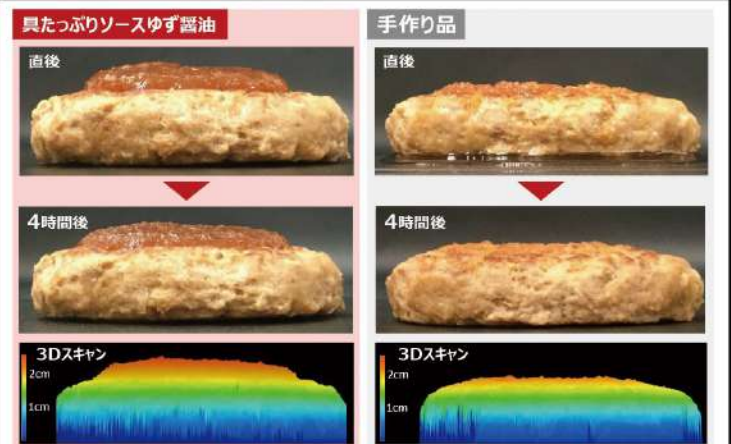 具たっぷりソースゆず醤油
手作り品
直後
直後
4時間後
4時間後
3Dスキャン
3Dスキャン
2cm
1cm
2cm
1cm